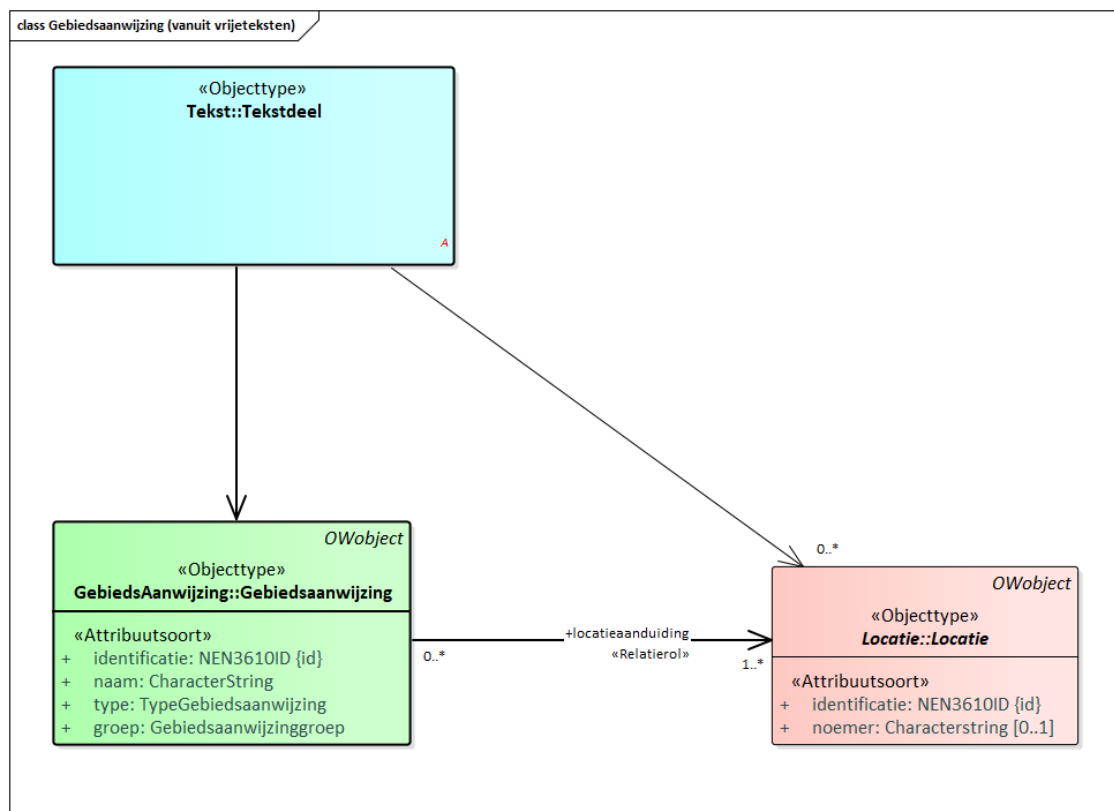 class Gebiedsaanwijzing (vanuit vrijeteksten)
«Objecttype»
Tekst::Tekstdeel
A
OWobject
«Objecttype»
GebiedsAanwijzing::Gebiedsaanwijzing
«Attribuutsoort»
+ identificatie: NEN3610ID {id}
+ naam: CharacterString
+ type: TypeGebiedsaanwijzing
+ groep: Gebiedsaanwijzinggroep
+locatieaanduiding
0..*
«Relatierol»
1..*
0..*
OWobject
«Objecttype»
Locatie::Locatie
«Attribuutsoort»
+ identificatie: NEN3610ID {id}
+ noemer: Characterstring [0..1]